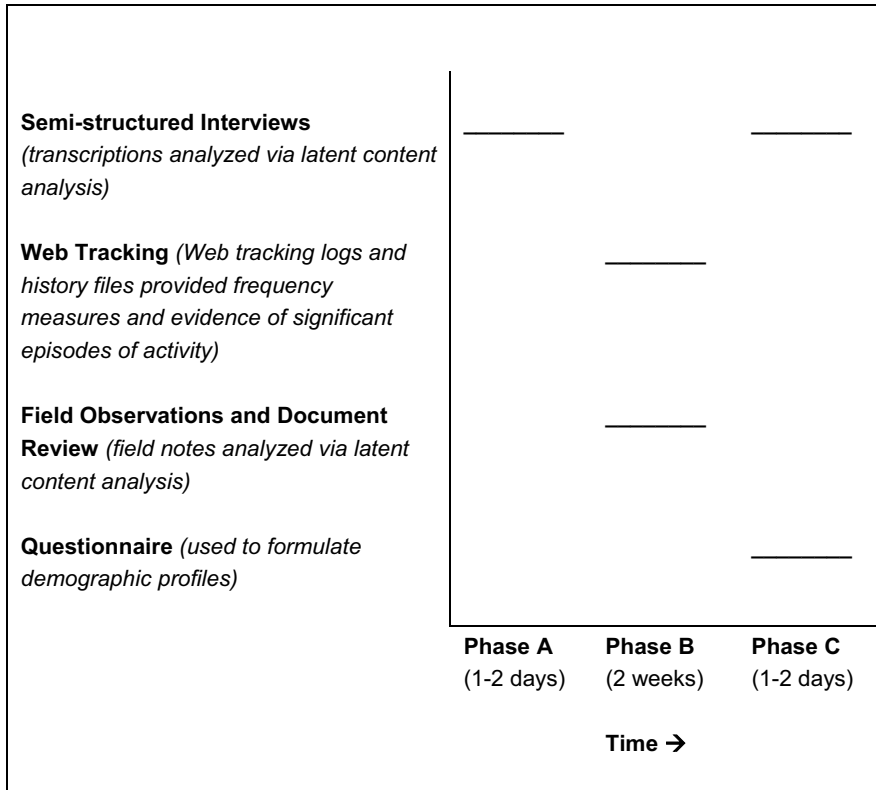 Semi-structured Interviews
(transcriptions analyzed via latent content
analysis)
Web Tracking (Web tracking logs and
history files provided frequency
measures and evidence of significant
episodes of activity)
Field Observations and Document
Review (field notes analyzed via latent
content analysis)
Questionnaire (used to formulate
demographic profiles)
Phase A Phase B Phase C
(1-2 days) (2 weeks) (1-2 days)
Time →